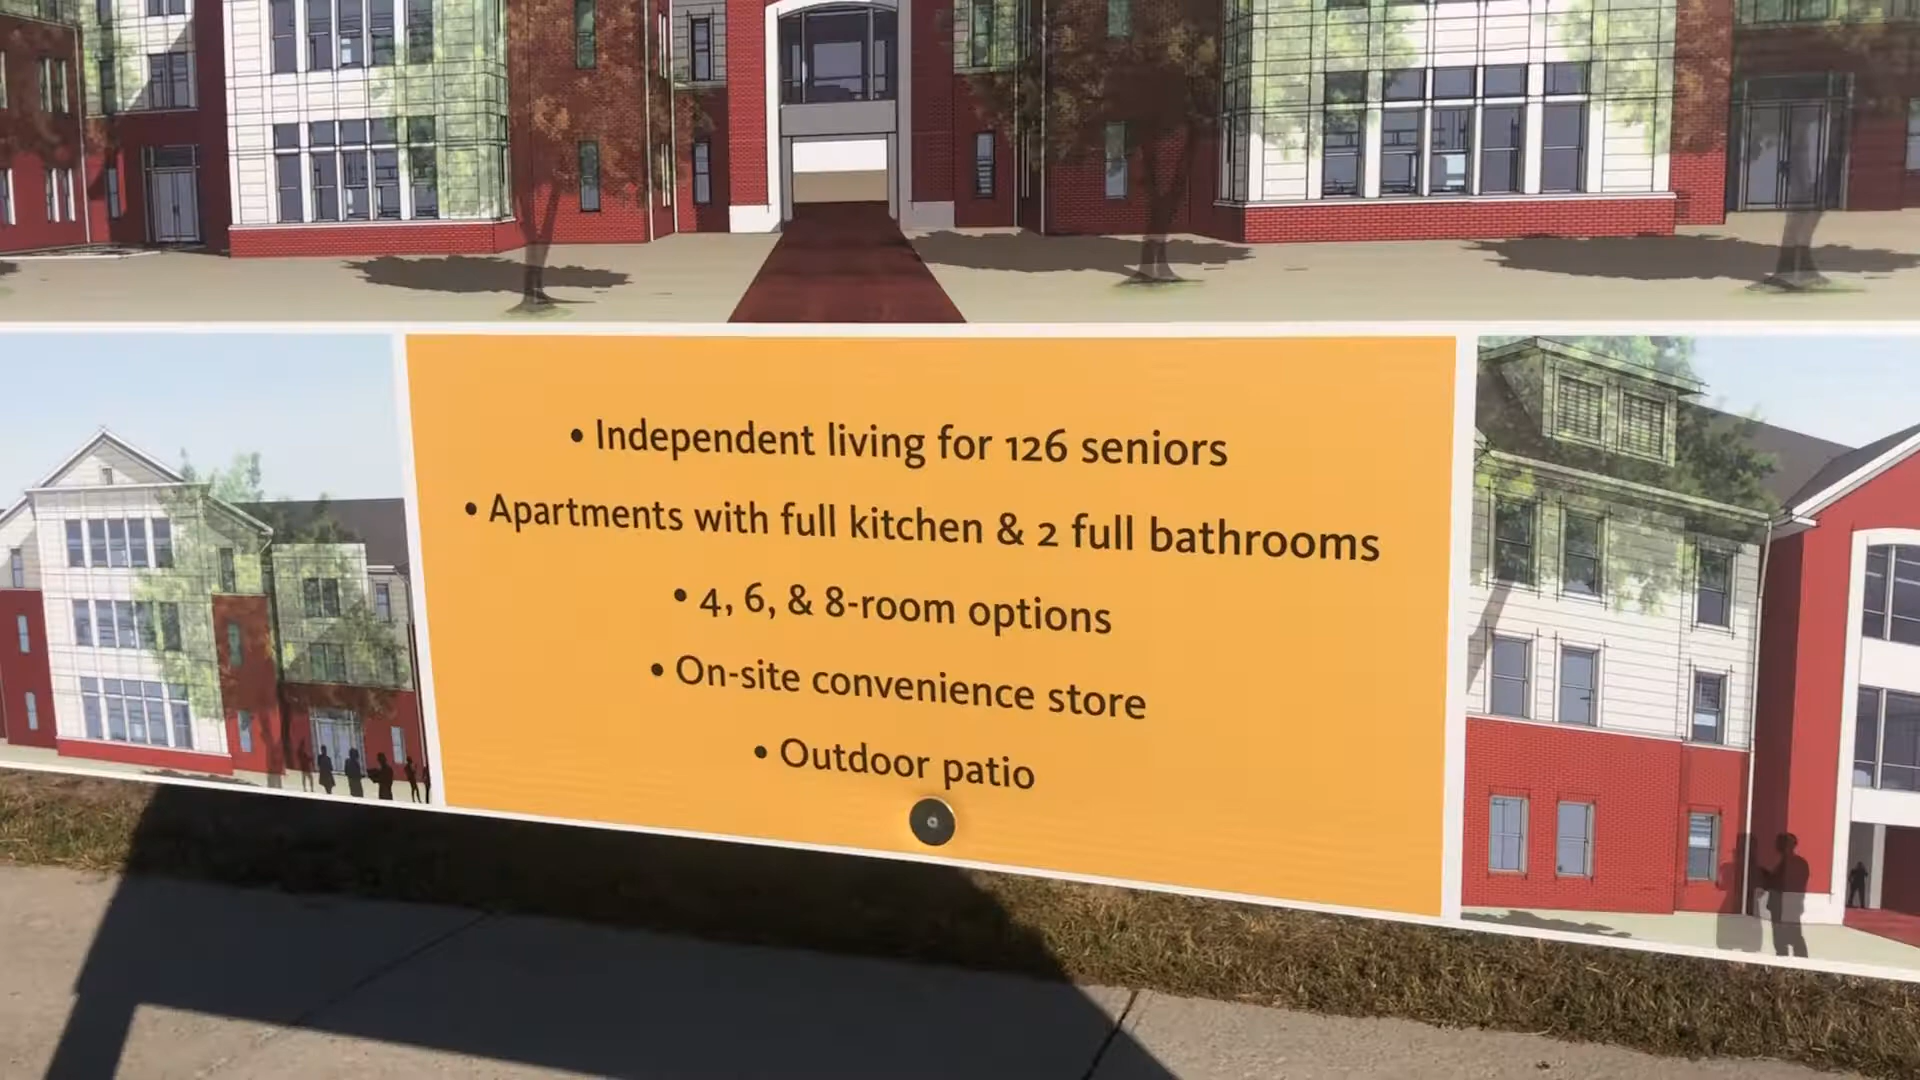 • Independent living for 126 seniors
• Apartments with full kitchen & 2 full bathrooms
• 4, 6, & 8-room options
• On-site convenience store
• Outdoor patio